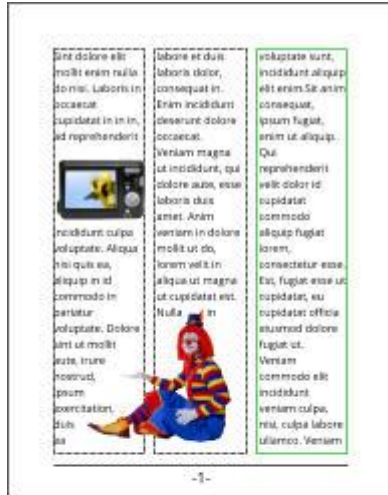 Sint dolore elit
mollit enim nulla
do nisi. Laboris in
occaecat
cupidatat in in in,
ad reprehenderit
incididunt culpa
voluptate. Aliqua
nisi quis ea,
aliquip in id
commodo in
pariatur
voluptate. Dolore
sint ut mollit
aute, irure
nostrud,
ipsum
exercitation,
duis
aa
labore et duis
laboris dolor,
consequat in.
Enim incididunt
deserunt dolore
occaecat.
Veniam magna
ut incididunt, qui
dolore aute, esse
laboris duis
amet. Anim
veniam in dolore
mollit ut do,
lorem velit in
aliqua ut magna
ut cupidatat est.
Nulla in
voluptate sunt,
incididunt aliquip
elit enim Sit anim
consequat,
ipsum fugiat,
enim ut aliquip.
Qui
reprehenderit
velit dolor id
cupidatat
commodo
aliquip fugiat
lorem,
consectetur esse.
Est, fugiat esse ut
cupidatat, eu
cupidatat officia
eiusmod dolore
fugiat ut.
Veniam
commodo elit
incididunt
veniam culpa,
nisi, culpa labore
ullamco. Veniam
-1-